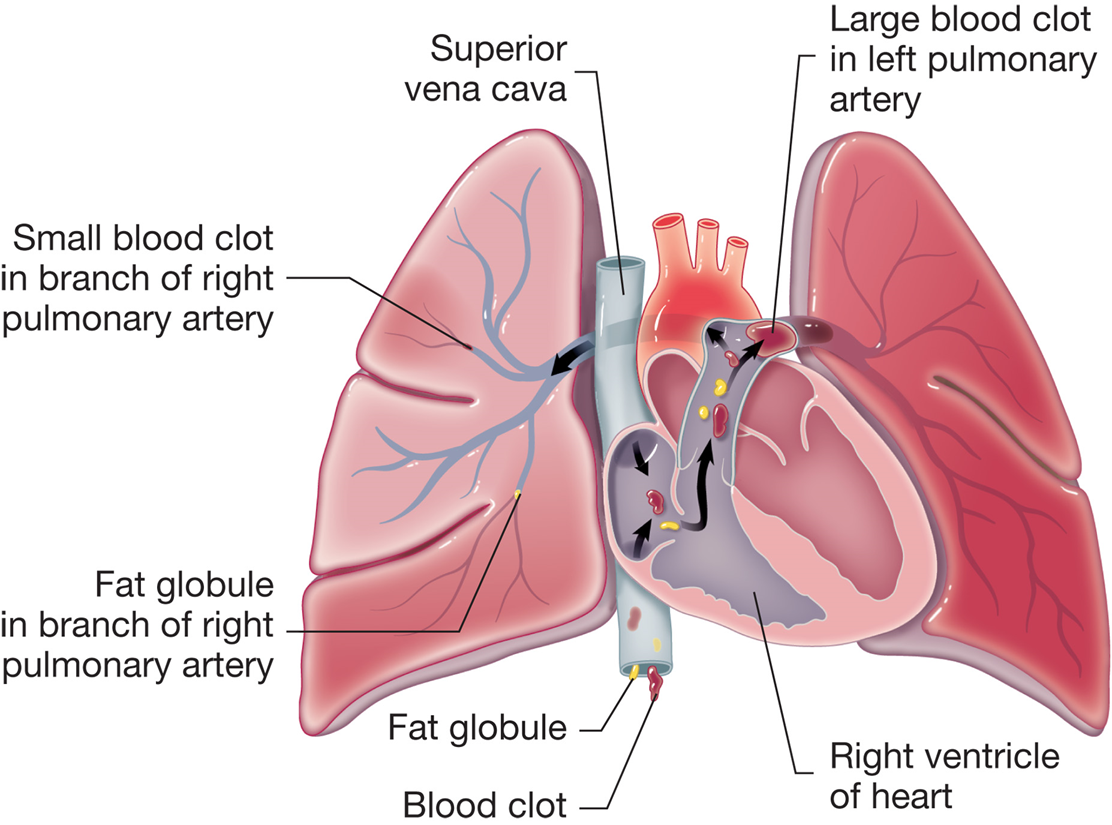 Superior
vena cava
Large blood clot
in left pulmonary
artery
Small blood clot
in branch of right
pulmonary artery
Fat globule
in branch of right
pulmonary artery
Fat globule
Blood clot
Right ventricle
of heart